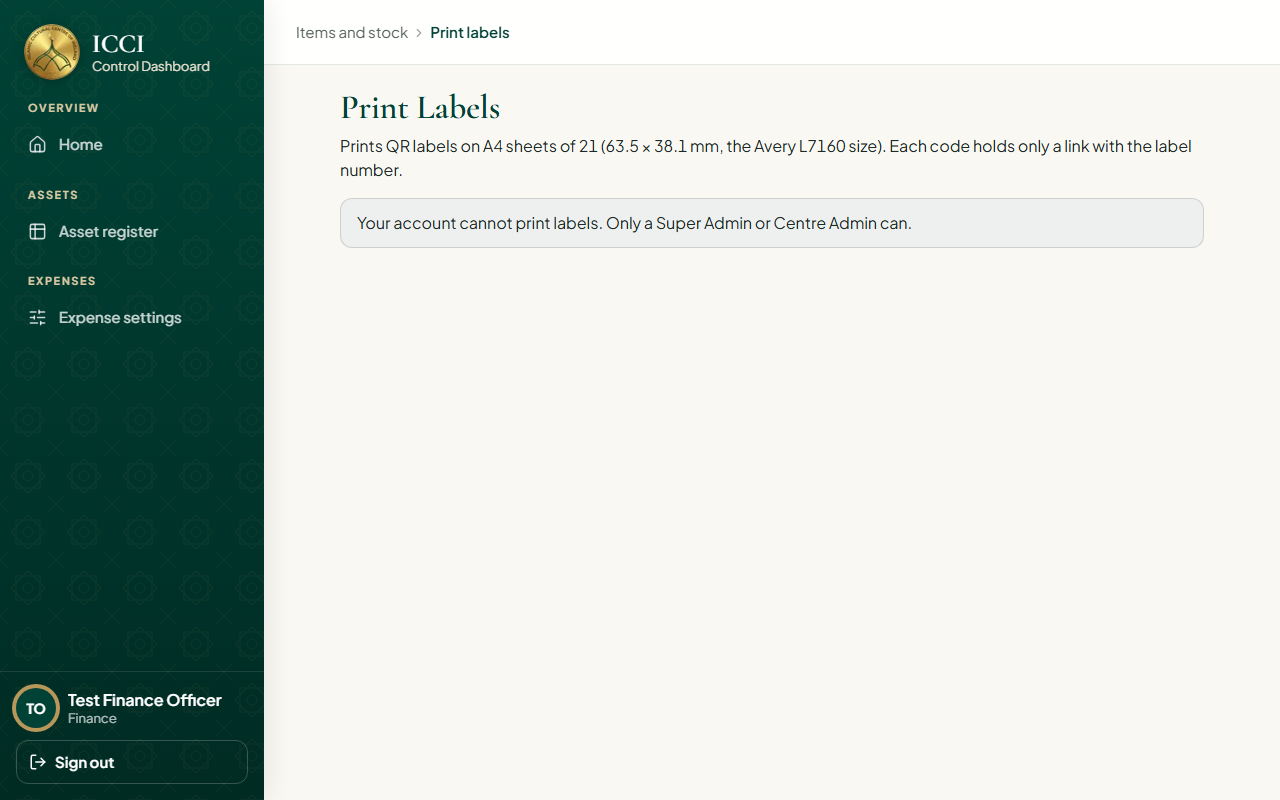 ICCI
Control Dashboard
OVERVIEW
Home
ASSETS
Asset register
EXPENSES
Expense settings
TO
Test Finance Officer
Finance
Sign out
Items and stock > Print labels
Print Labels
Prints QR labels on A4 sheets of 21 (63.5 × 38.1 mm, the Avery L7160 size). Each code holds only a link with the label
number.
Your account cannot print labels. Only a Super Admin or Centre Admin can.